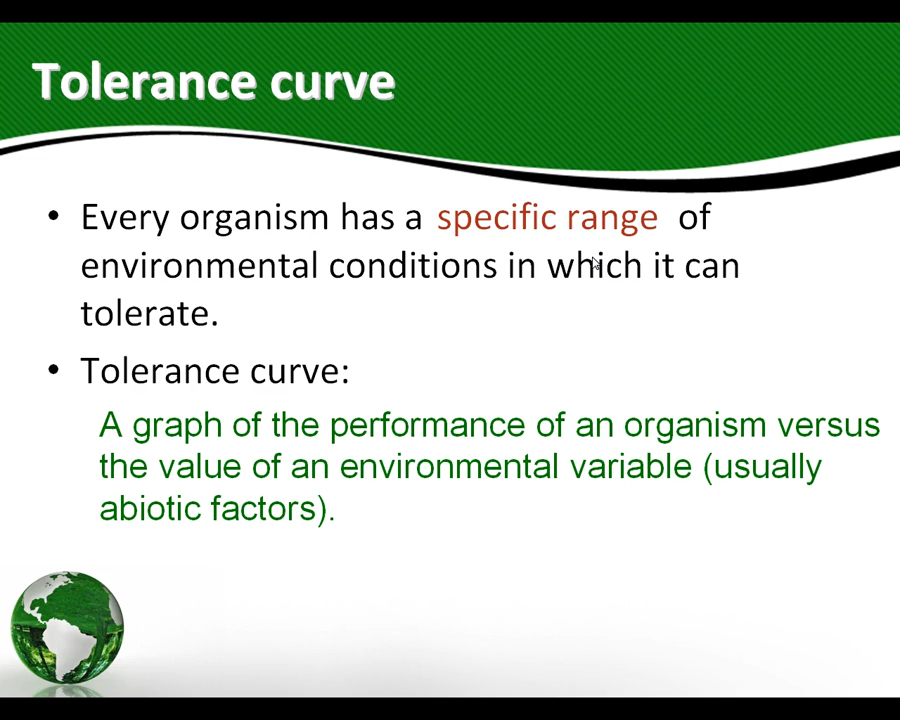 Tolerance curve
• Every organism has a specific range of
environmental conditions in which it can
tolerate.
• Tolerance curve:
A graph of the performance of an organism versus
the value of an environmental variable (usually
abiotic factors).